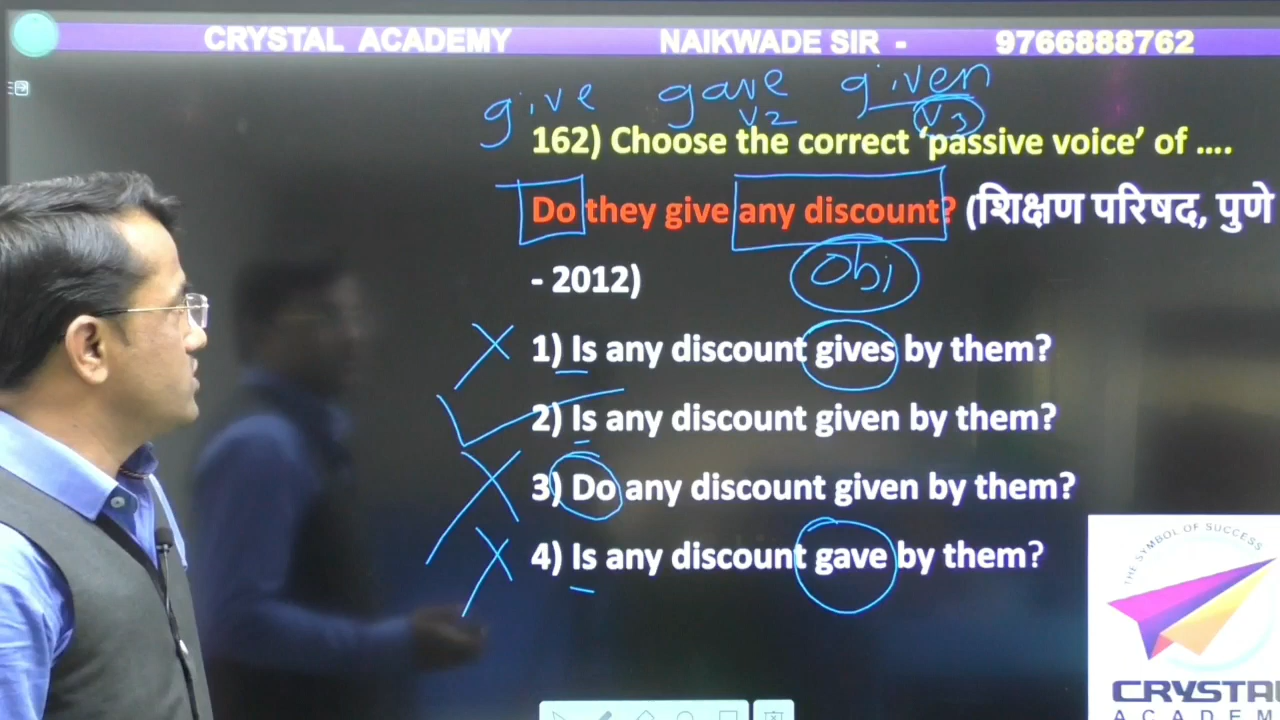 CRYSTAL ACADEMY NAIKWADE SIR - 9766888762
give gave given
V2 V3
162) Choose the correct ‘passive voice’ of ....
Do they give any discount? (शिक्षण परिषद, पुणे
- 2012)
Obj
1) Is any discount gives by them?
2) Is any discount given by them?
3) Do any discount given by them?
4) Is any discount gave by them?
THE SYMBOL OF SUCCESS
CRYSTAL
ACADEM